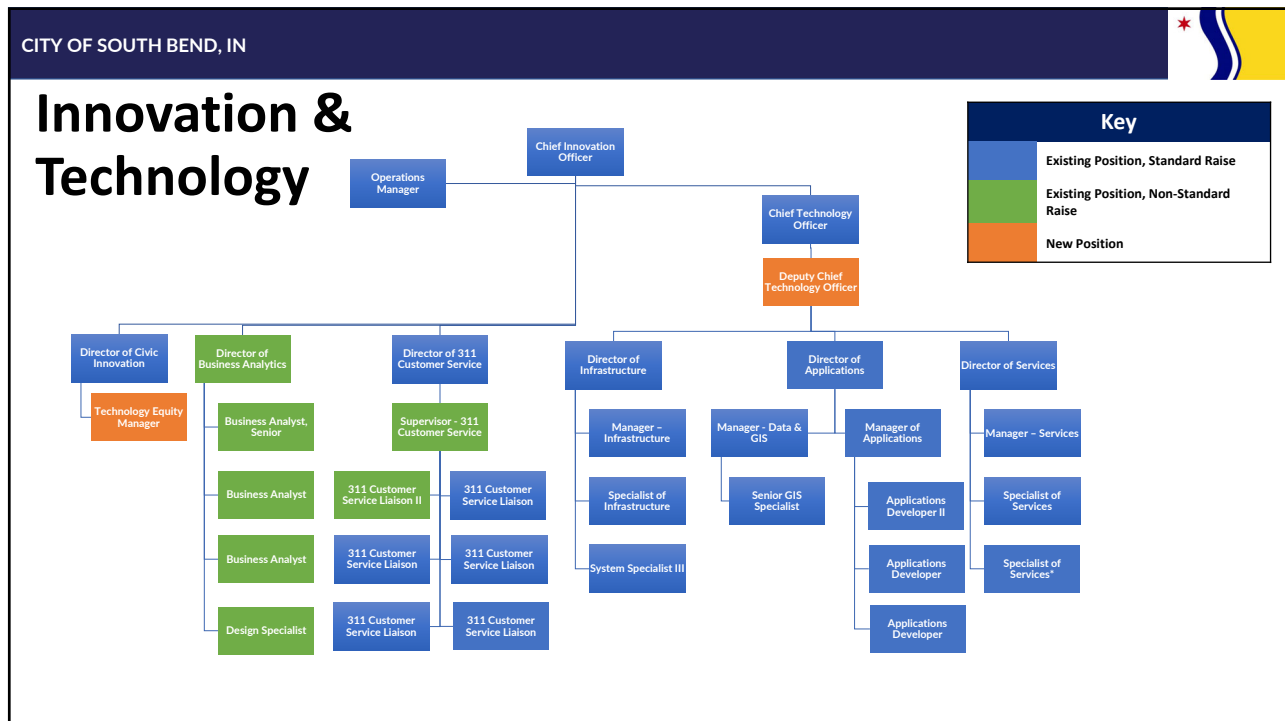 CITY OF SOUTH BEND, IN
Innovation &
Technology
Key
Existing Position, Standard Raise
Existing Position, Non-Standard
Raise
New Position
Chief Innovation
Officer
Operations
Manager
Chief Technology
Officer
Deputy Chief
Technology Officer
Director of Civic
Innovation
Technology Equity
Manager
Director of
Business Analytics
Business Analyst,
Senior
Business Analyst
Business Analyst
Design Specialist
Director of 311
Customer Service
Supervisor - 311
Customer Service
311 Customer
Service Liaison II
311 Customer
Service Liaison
311 Customer
Service Liaison
311 Customer
Service Liaison
311 Customer
Service Liaison
311 Customer
Service Liaison
Director of
Infrastructure
Manager –
Infrastructure
Specialist of
Infrastructure
System Specialist III
Director of
Applications
Manager - Data &
GIS
Senior GIS
Specialist
Manager of
Applications
Applications
Developer II
Applications
Developer
Applications
Developer
Director of Services
Manager – Services
Specialist of
Services
Specialist of
Services*